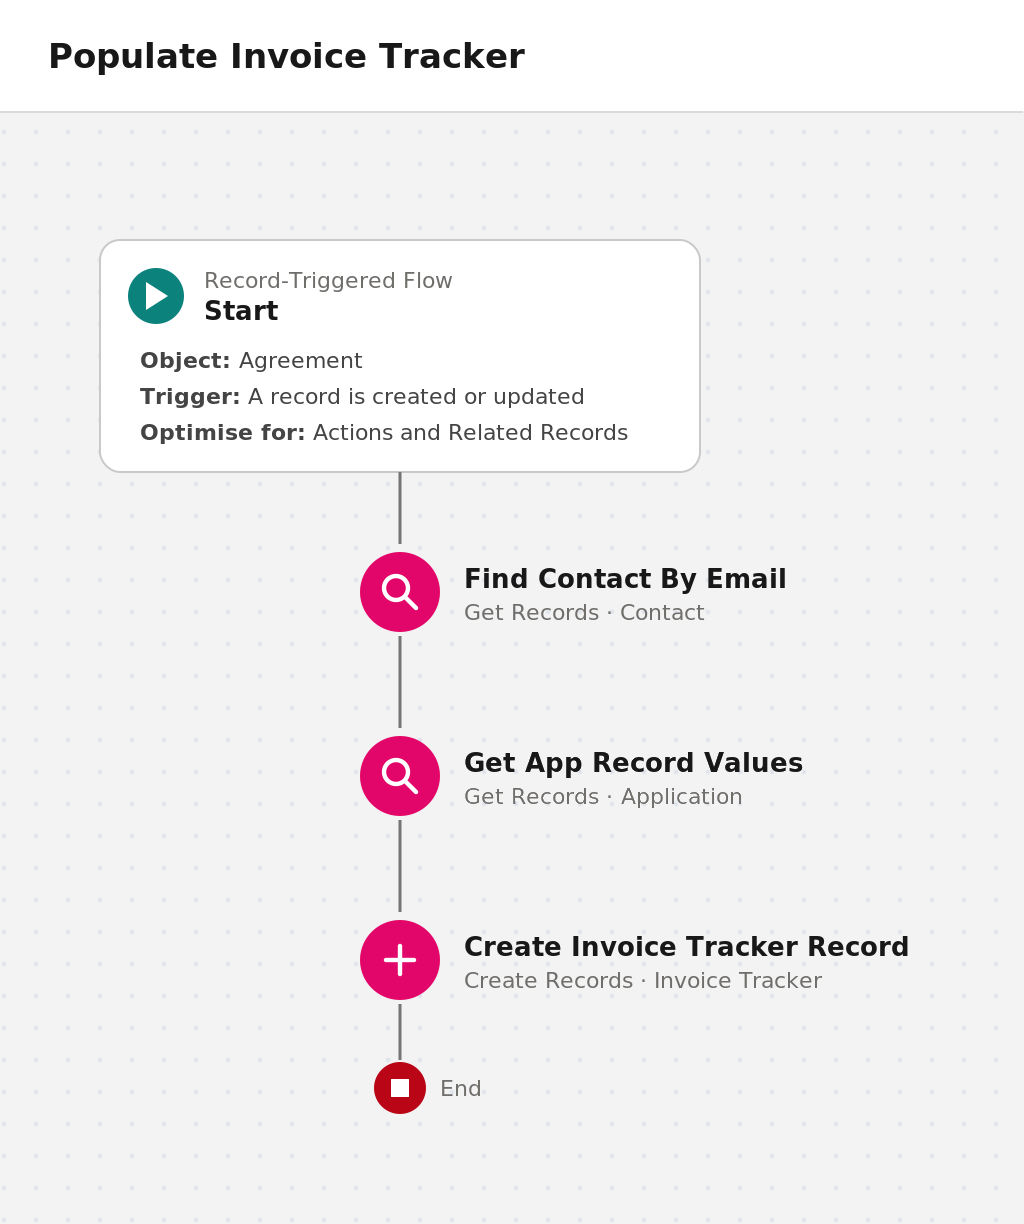 Populate Invoice Tracker
Record-Triggered Flow
Start
Object: Agreement
Trigger: A record is created or updated
Optimise for: Actions and Related Records
Find Contact By Email
Get Records · Contact
Get App Record Values
Get Records · Application
Create Invoice Tracker Record
Create Records · Invoice Tracker
End